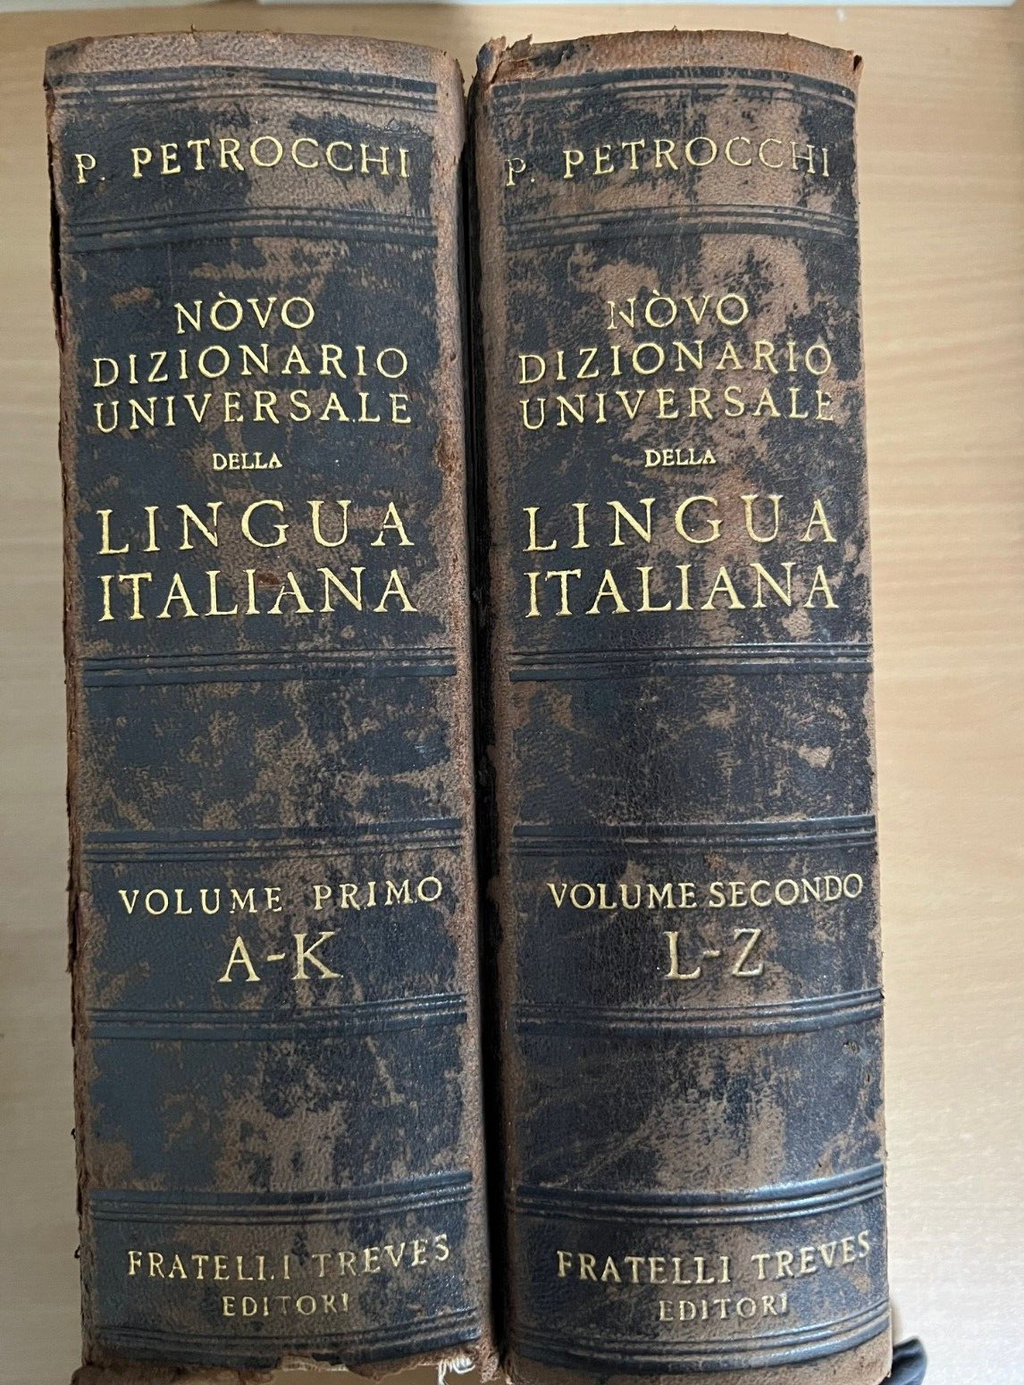 P. PETROCCHI
NÒVO
DIZIONARIO
UNIVERSALE
DELLA
LINGUA
ITALIANA
VOLUME PRIMO
A-K
FRATELLI TREVES
EDITORI
P. PETROCCHI
NÒVO
DIZIONARIO
UNIVERSALE
DELLA
LINGUA
ITALIANA
VOLUME SECONDO
L-Z
FRATELLI TREVES
EDITORI